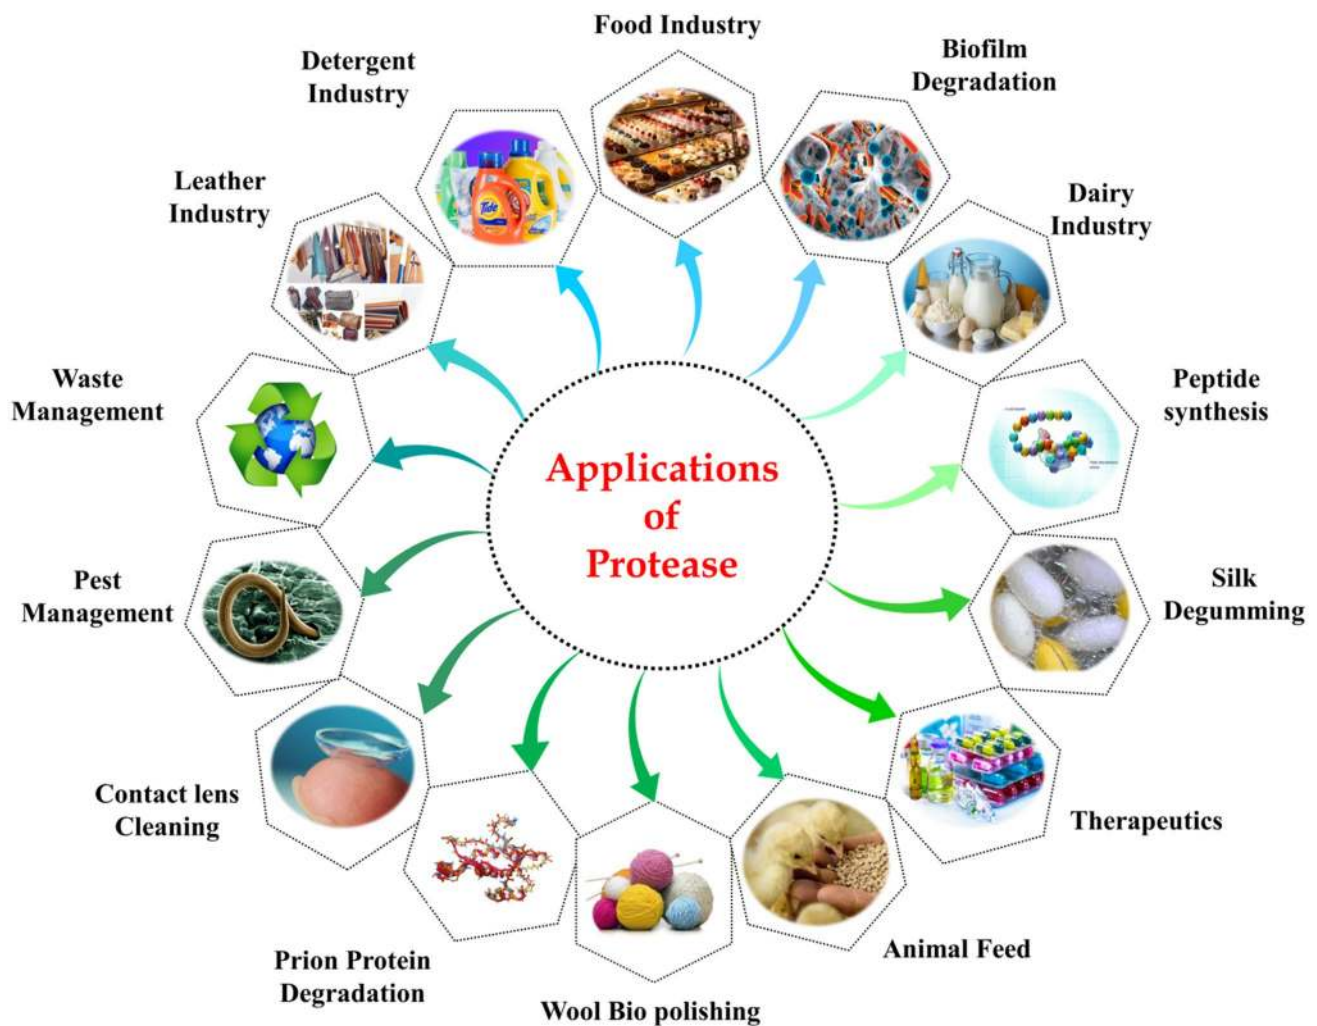 Food Industry
Detergent
Industry
Biofilm
Degradation
Leather
Industry
Dairy
Industry
Tide
Waste
Management
Peptide
synthesis
Applications
of
Protease
Pest
Management
Silk
Degumming
Contact lens
Cleaning
Therapeutics
Prion Protein
Degradation
Animal Feed
Wool Bio polishing